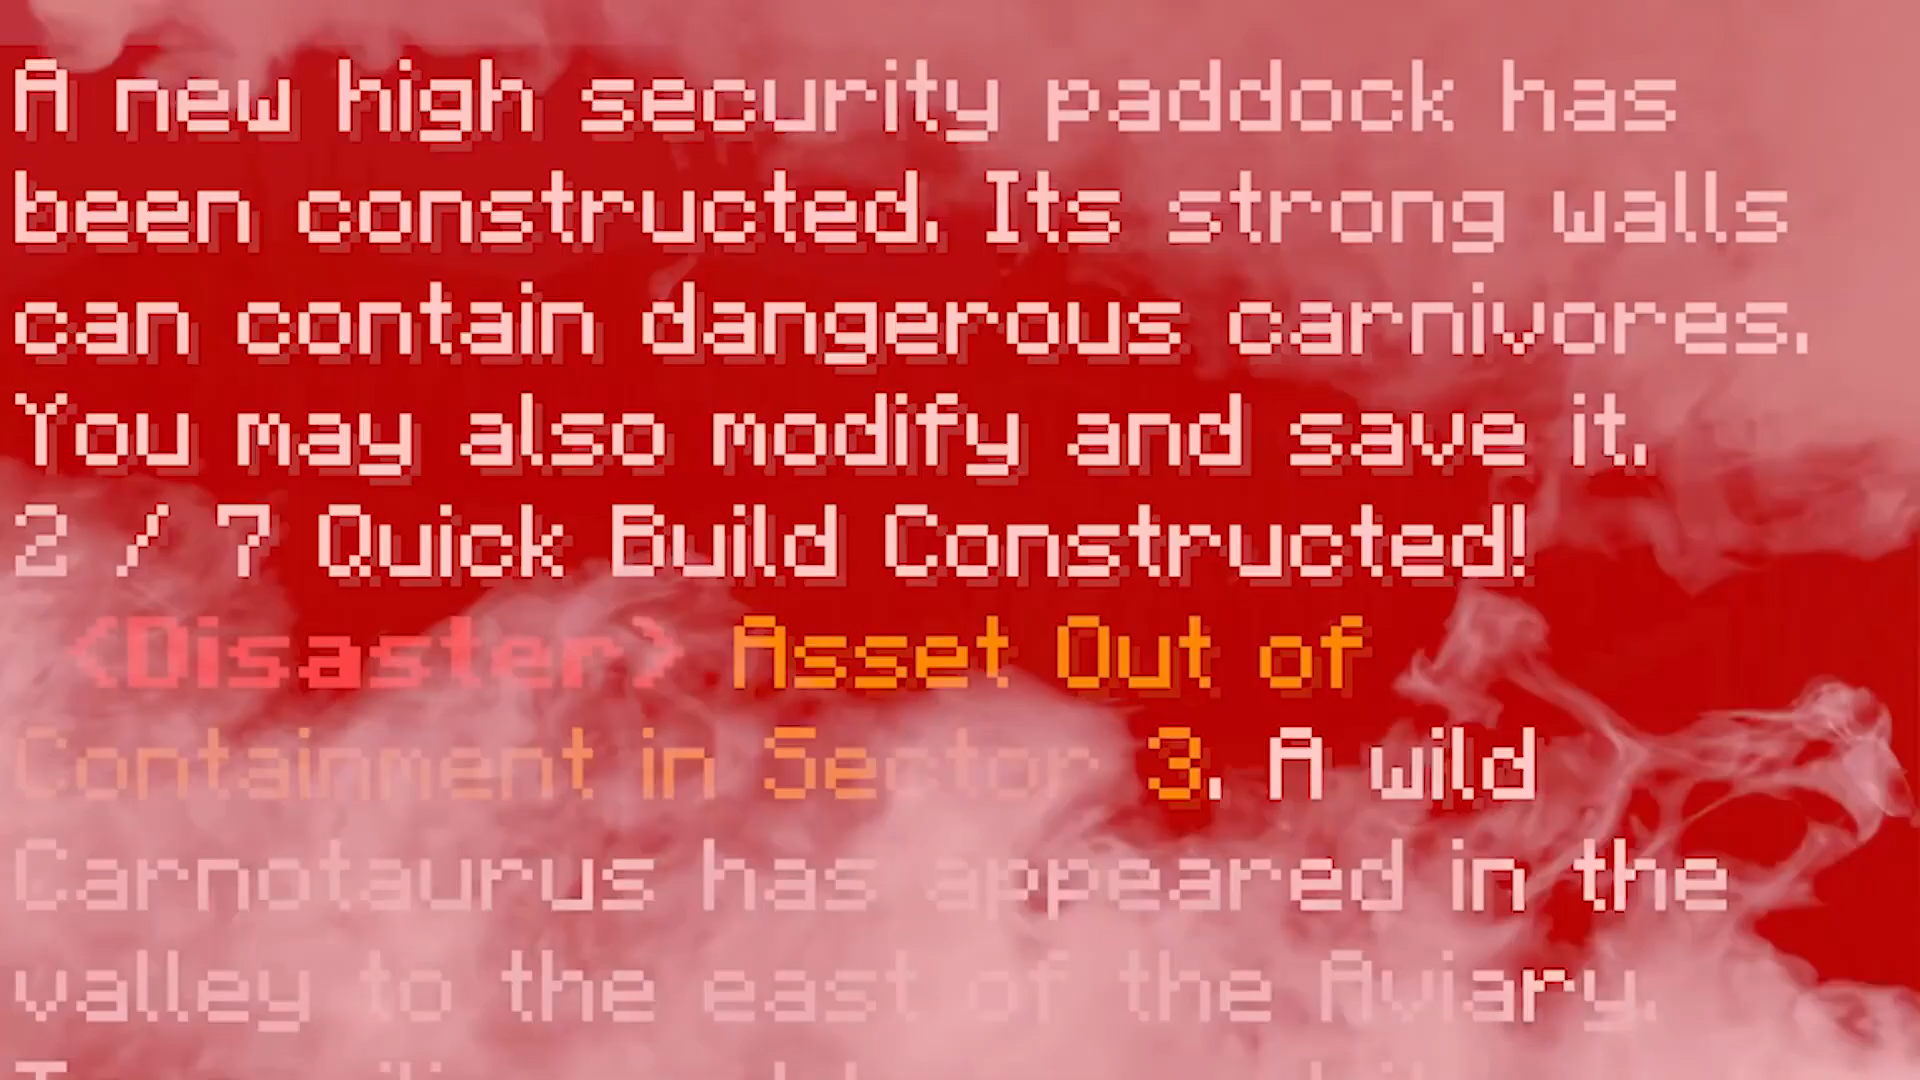 A new high security paddock has
been constructed. Its strong walls
can contain dangerous carnivores.
You may also modify and save it.
2 / 7 Quick Build Constructed!
<Disaster> Asset Out of
Containment in Sector 3. A wild
Carnotaurus has appeared in the
valley to the east of the Aviary.